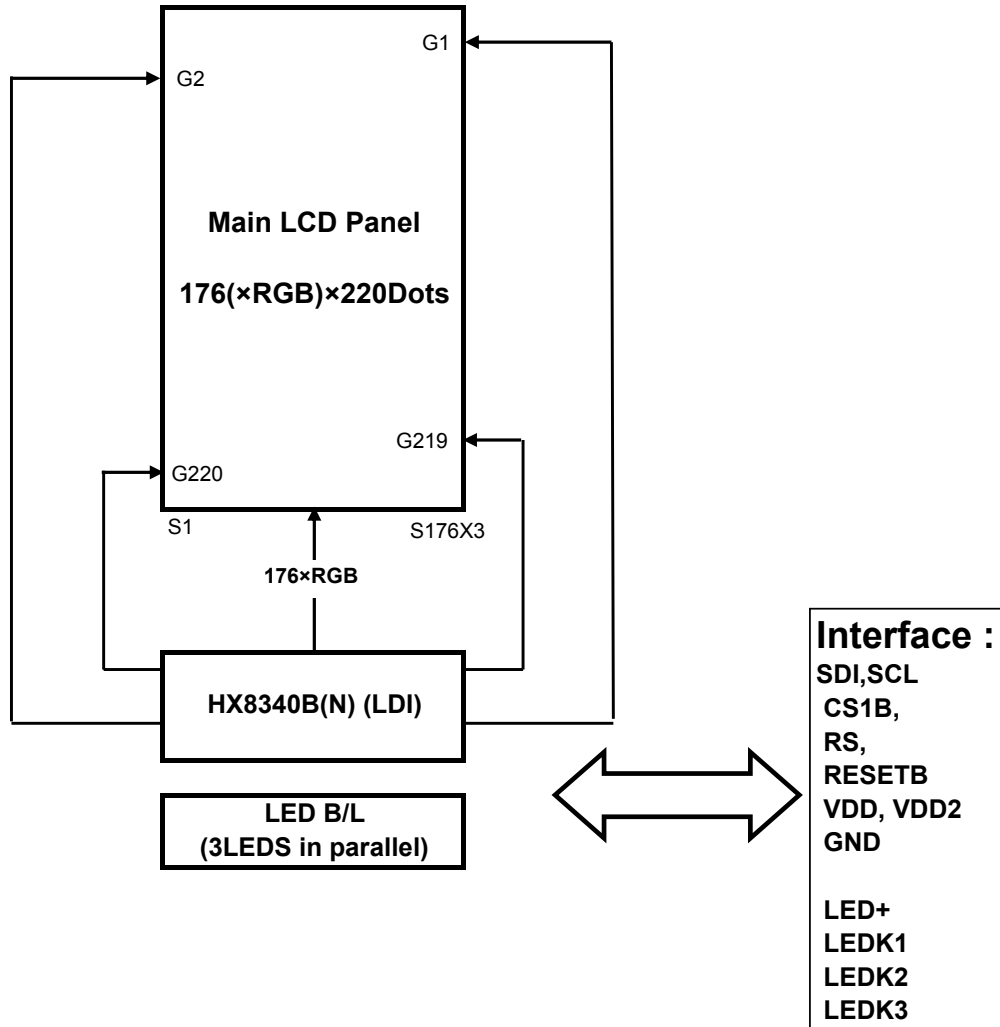 G1
G2
Main LCD Panel
176(×RGB)×220Dots
G219
G220
S1
S176X3
176×RGB
HX8340B(N) (LDI)
LED B/L
(3LEDS in parallel)
Interface :
SDI,SCL
CS1B,
RS,
RESETB
VDD, VDD2
GND
LED+
LEDK1
LEDK2
LEDK3